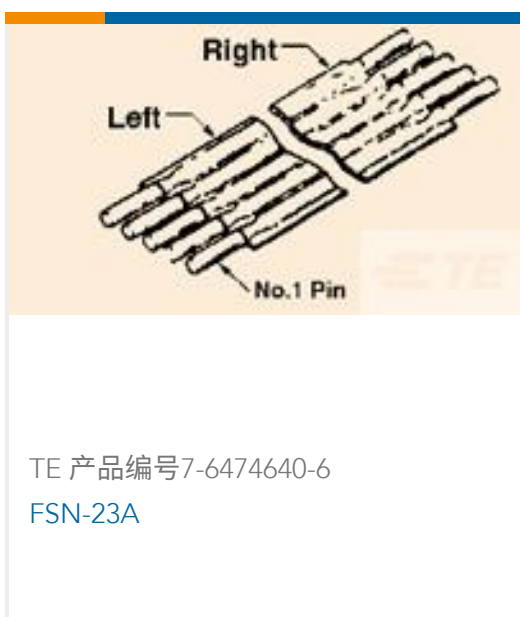 Right
Left
No.1 Pin
TE
TE 产品编号7-6474640-6
FSN-23A